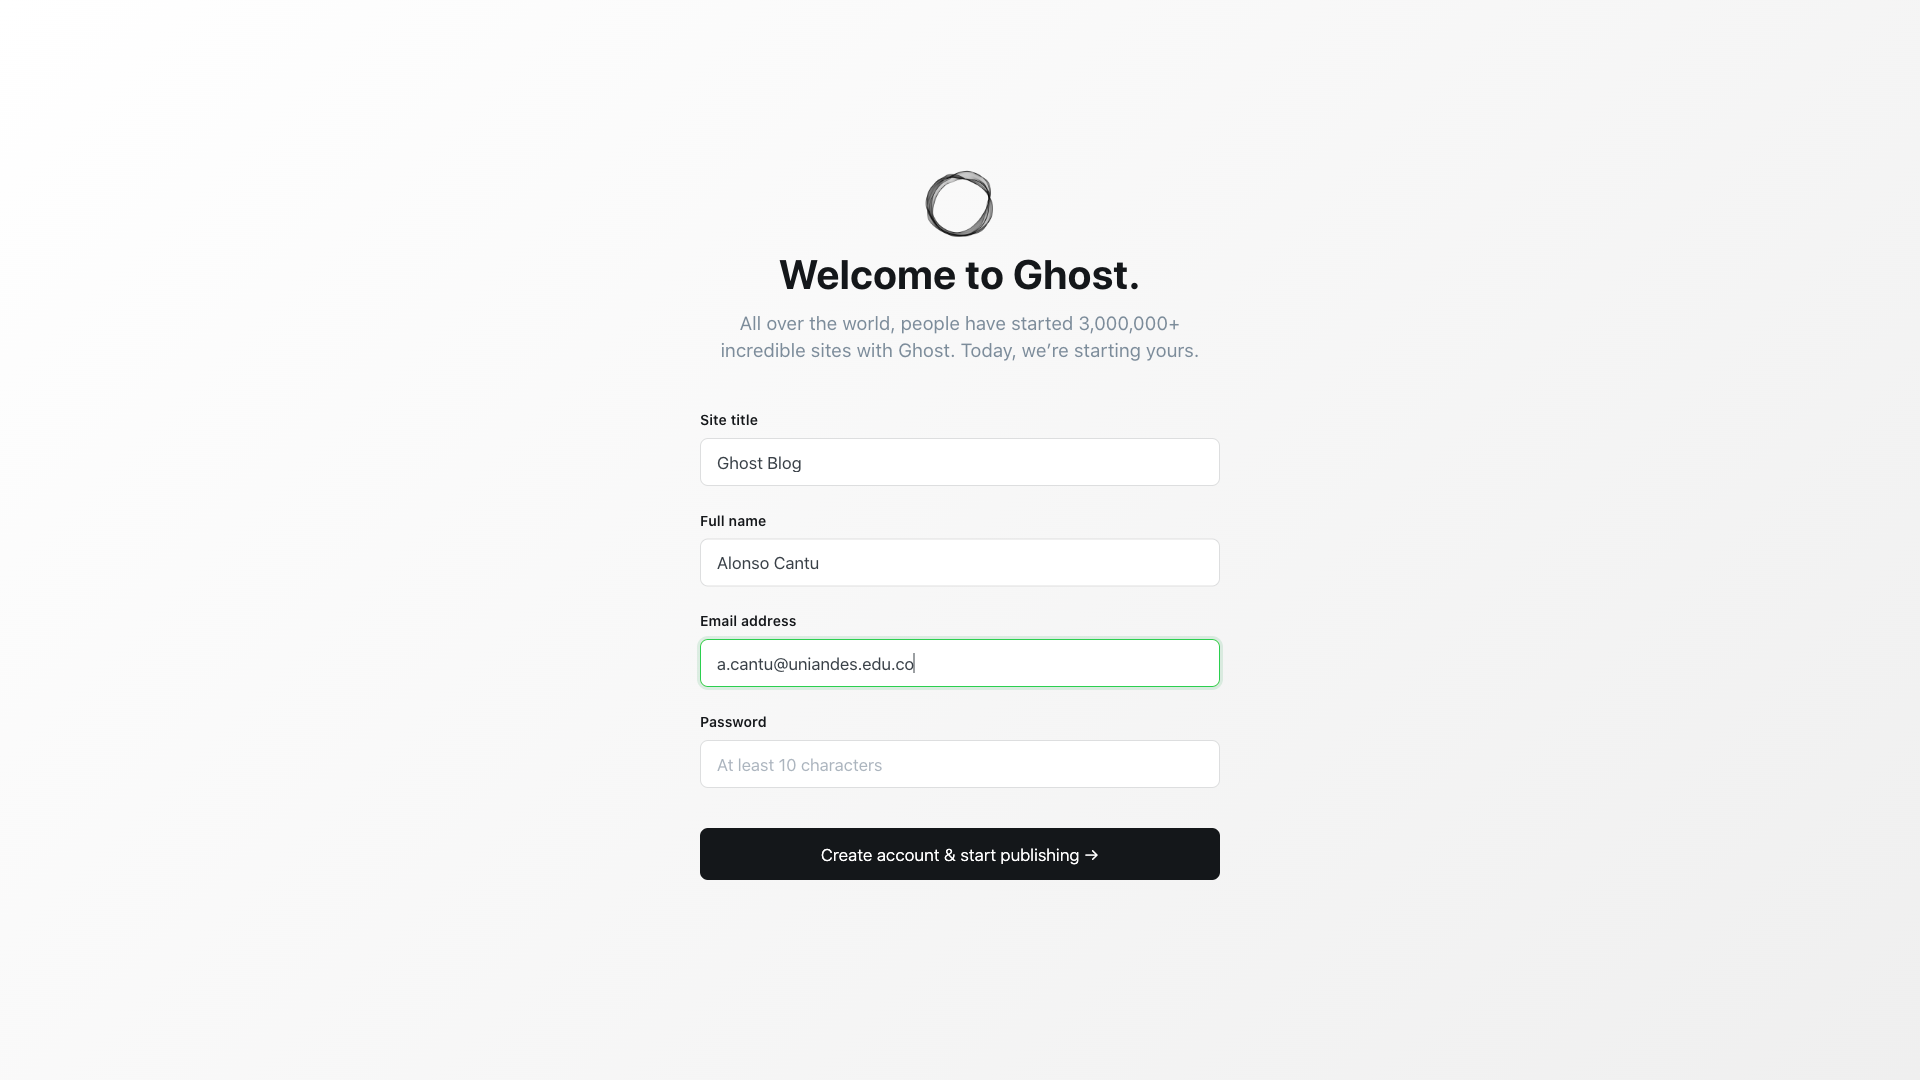 Welcome to Ghost.
All over the world, people have started 3,000,000+
incredible sites with Ghost. Today, we’re starting yours.
Site title
Ghost Blog
Full name
Alonso Cantu
Email address
a.cantu@uniandes.edu.co
Password
At least 10 characters
Create account & start publishing →